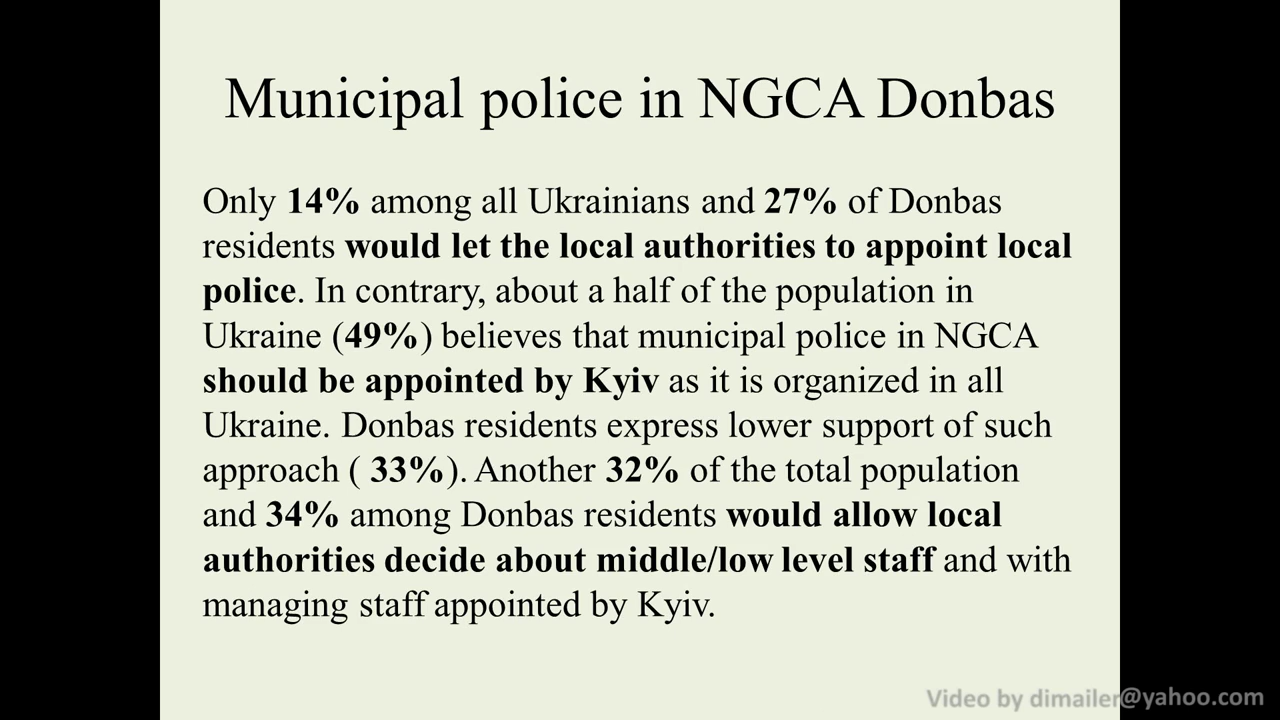 Municipal police in NGCA Donbas
Only 14% among all Ukrainians and 27% of Donbas
residents would let the local authorities to appoint local
police. In contrary, about a half of the population in
Ukraine (49%) believes that municipal police in NGCA
should be appointed by Kyiv as it is organized in all
Ukraine. Donbas residents express lower support of such
approach ( 33%). Another 32% of the total population
and 34% among Donbas residents would allow local
authorities decide about middle/low level staff and with
managing staff appointed by Kyiv.
Video by dimailer@yahoo.com